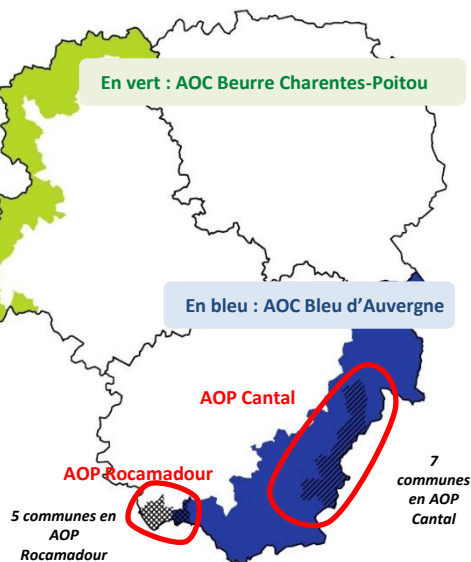 En vert : AOC Beurre Charentes-Poitou
En bleu : AOC Bleu d’Auvergne
AOP Cantal
AOP Rocamadour
7
communes
en AOP
Cantal
5 communes en
AOP
Rocamadour